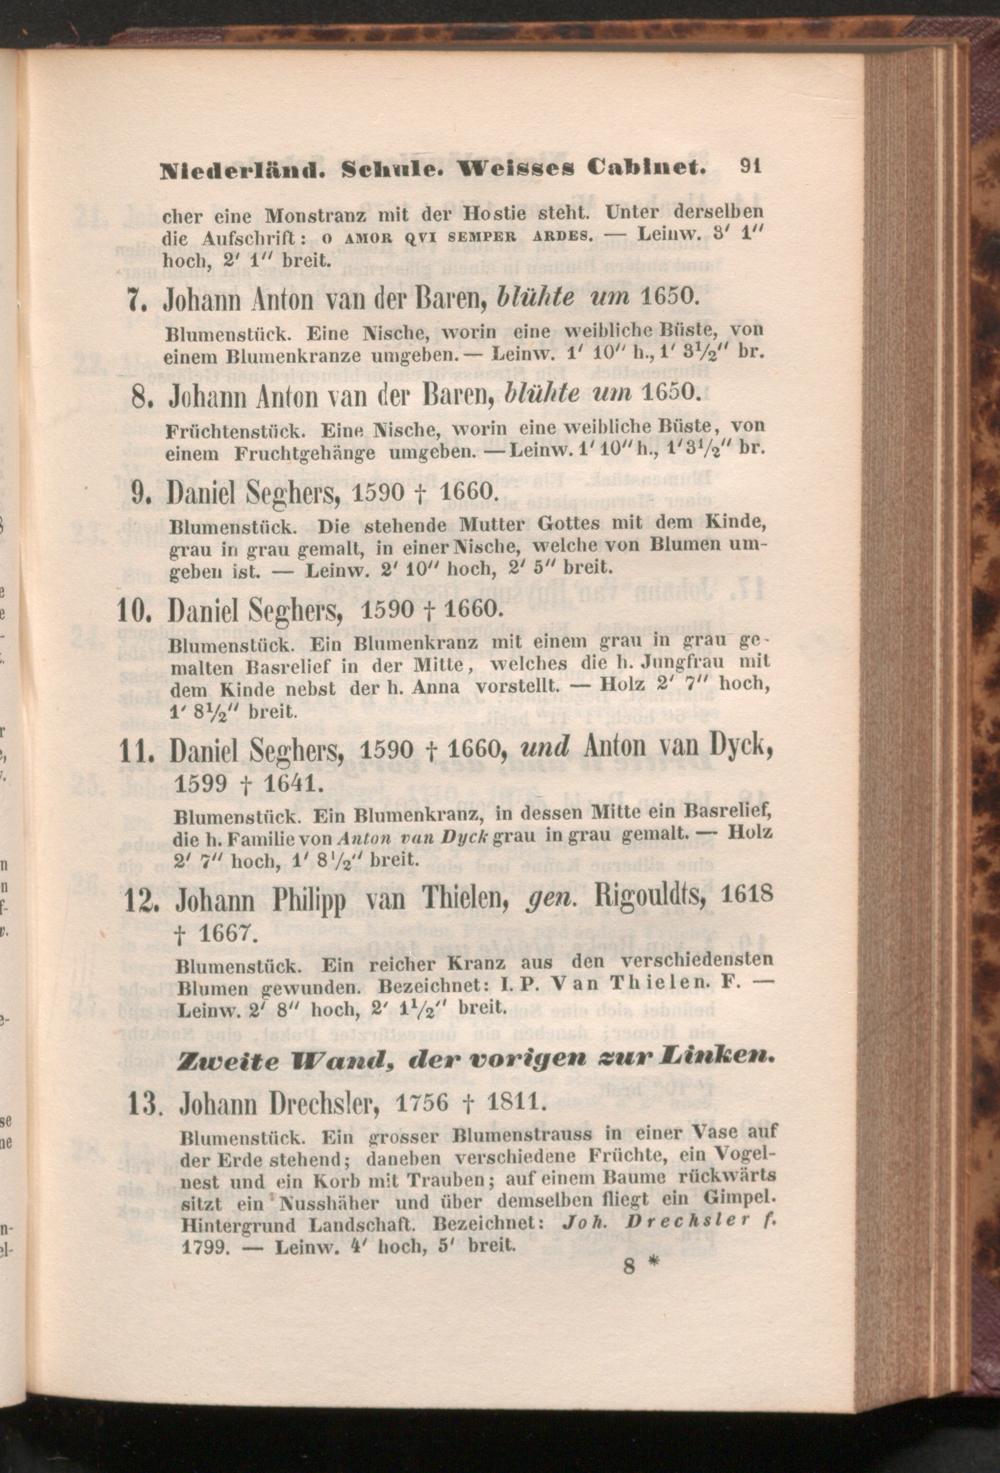 Niederländ. Schule. Weisses Cabinet. 91
cher eine Monstranz mit der Hostie steht. Unter derselben
die Aufschrift: O AMOR QVI SEMPER ARDES. — Leinw. 3′ 1″
hoch, 2′ 1″ breit.
7. Johann Anton van der Baren, blühte um 1650.
Blumenstück. Eine Nische, worin eine weibliche Büste, von
einem Blumenkranze umgeben. — Leinw. 1′ 10″ h., 1′ 3½″ br.
8. Johann Anton van der Baren, blühte um 1650.
Früchtenstück. Eine Nische, worin eine weibliche Büste, von
einem Fruchtgehänge umgeben. — Leinw. 1′ 10″ h., 1′ 3½″ br.
9. Daniel Seghers, 1590 † 1660.
Blumenstück. Die stehende Mutter Gottes mit dem Kinde,
grau in grau gemalt, in einer Nische, welche von Blumen um-
geben ist. — Leinw. 2′ 10″ hoch, 2′ 5″ breit.
10. Daniel Seghers, 1590 † 1660.
Blumenstück. Ein Blumenkranz mit einem grau in grau ge-
malten Basrelief in der Mitte, welches die h. Jungfrau mit
dem Kinde nebst der h. Anna vorstellt. — Holz 2′ 7″ hoch,
1′ 8½″ breit.
11. Daniel Seghers, 1590 † 1660, und Anton van Dyck,
1599 † 1641.
Blumenstück. Ein Blumenkranz, in dessen Mitte ein Basrelief,
die h. Familie von Anton van Dyck grau in grau gemalt. — Holz
2′ 7″ hoch, 1′ 8½″ breit.
12. Johann Philipp van Thielen, gen. Rigouldts, 1618
† 1667.
Blumenstück. Ein reicher Kranz aus den verschiedensten
Blumen gewunden. Bezeichnet: I. P. Van Thielen. F. —
Leinw. 2′ 8″ hoch, 2′ 1½″ breit.
Zweite Wand, der vorigen zur Linken.
13. Johann Drechsler, 1756 † 1811.
Blumenstück. Ein grosser Blumenstrauss in einer Vase auf
der Erde stehend; daneben verschiedene Früchte, ein Vogel-
nest und ein Korb mit Trauben; auf einem Baume rückwärts
sitzt ein Nusshäher und über demselben fliegt ein Gimpel.
Hintergrund Landschaft. Bezeichnet: Joh. Drechsler f.
1799. — Leinw. 4′ hoch, 5′ breit.
8 *